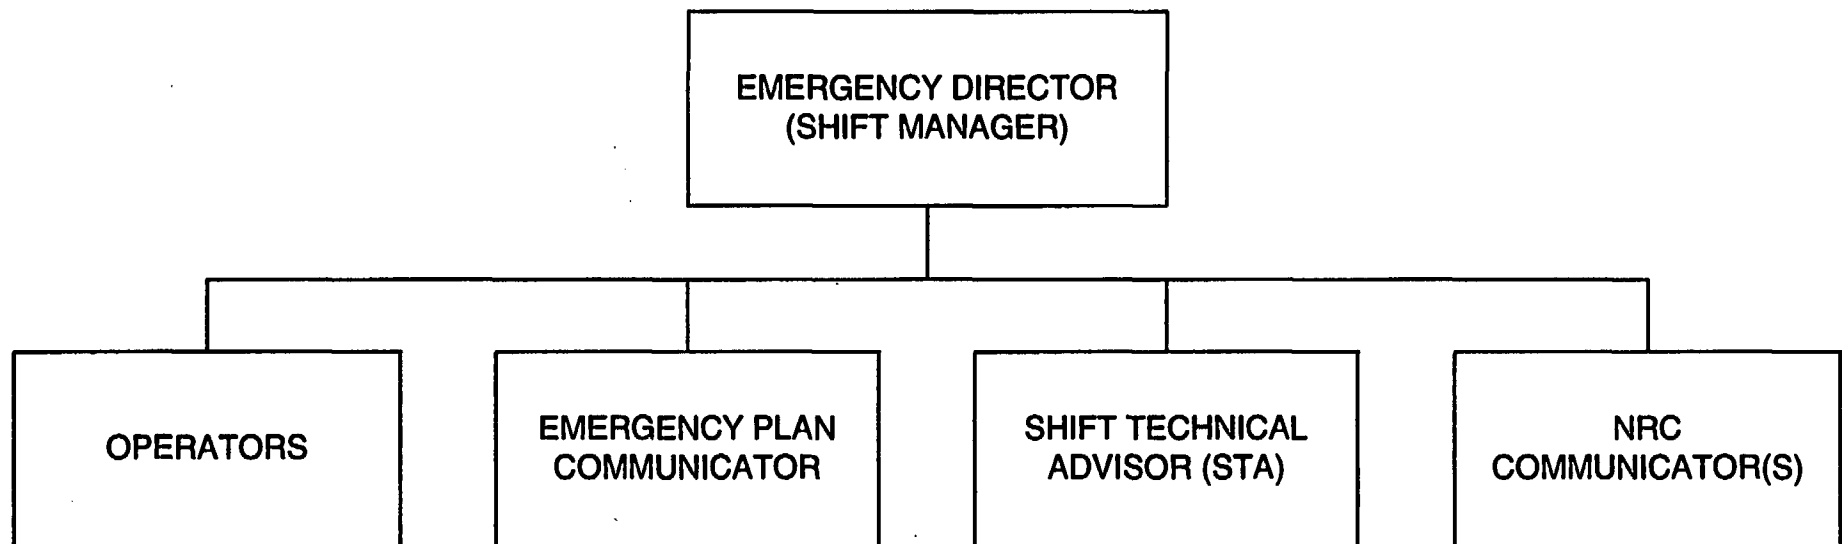 EMERGENCY DIRECTOR
(SHIFT MANAGER)
OPERATORS
EMERGENCY PLAN
COMMUNICATOR
SHIFT TECHNICAL
ADVISOR (STA)
NRC
COMMUNICATOR(S)